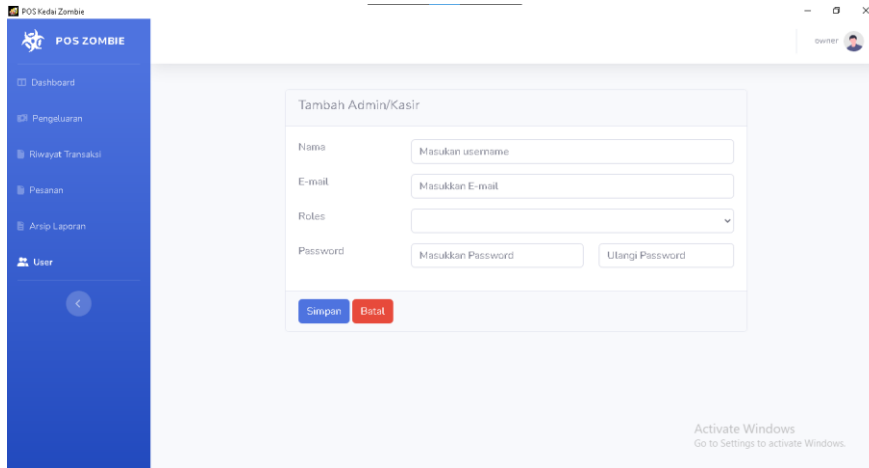 POS Kedai Zombie
POS ZOMBIE
owner
Dashboard
Pengeluaran
Riwayat Transaksi
Pesanan
Arsip Laporan
User
Tambah Admin/Kasir
Nama
Masukan username
E-mail
Masukkan E-mail
Roles
Password
Masukkan Password
Ulangi Password
Simpan
Batal
Activate Windows
Go to Settings to activate Windows.